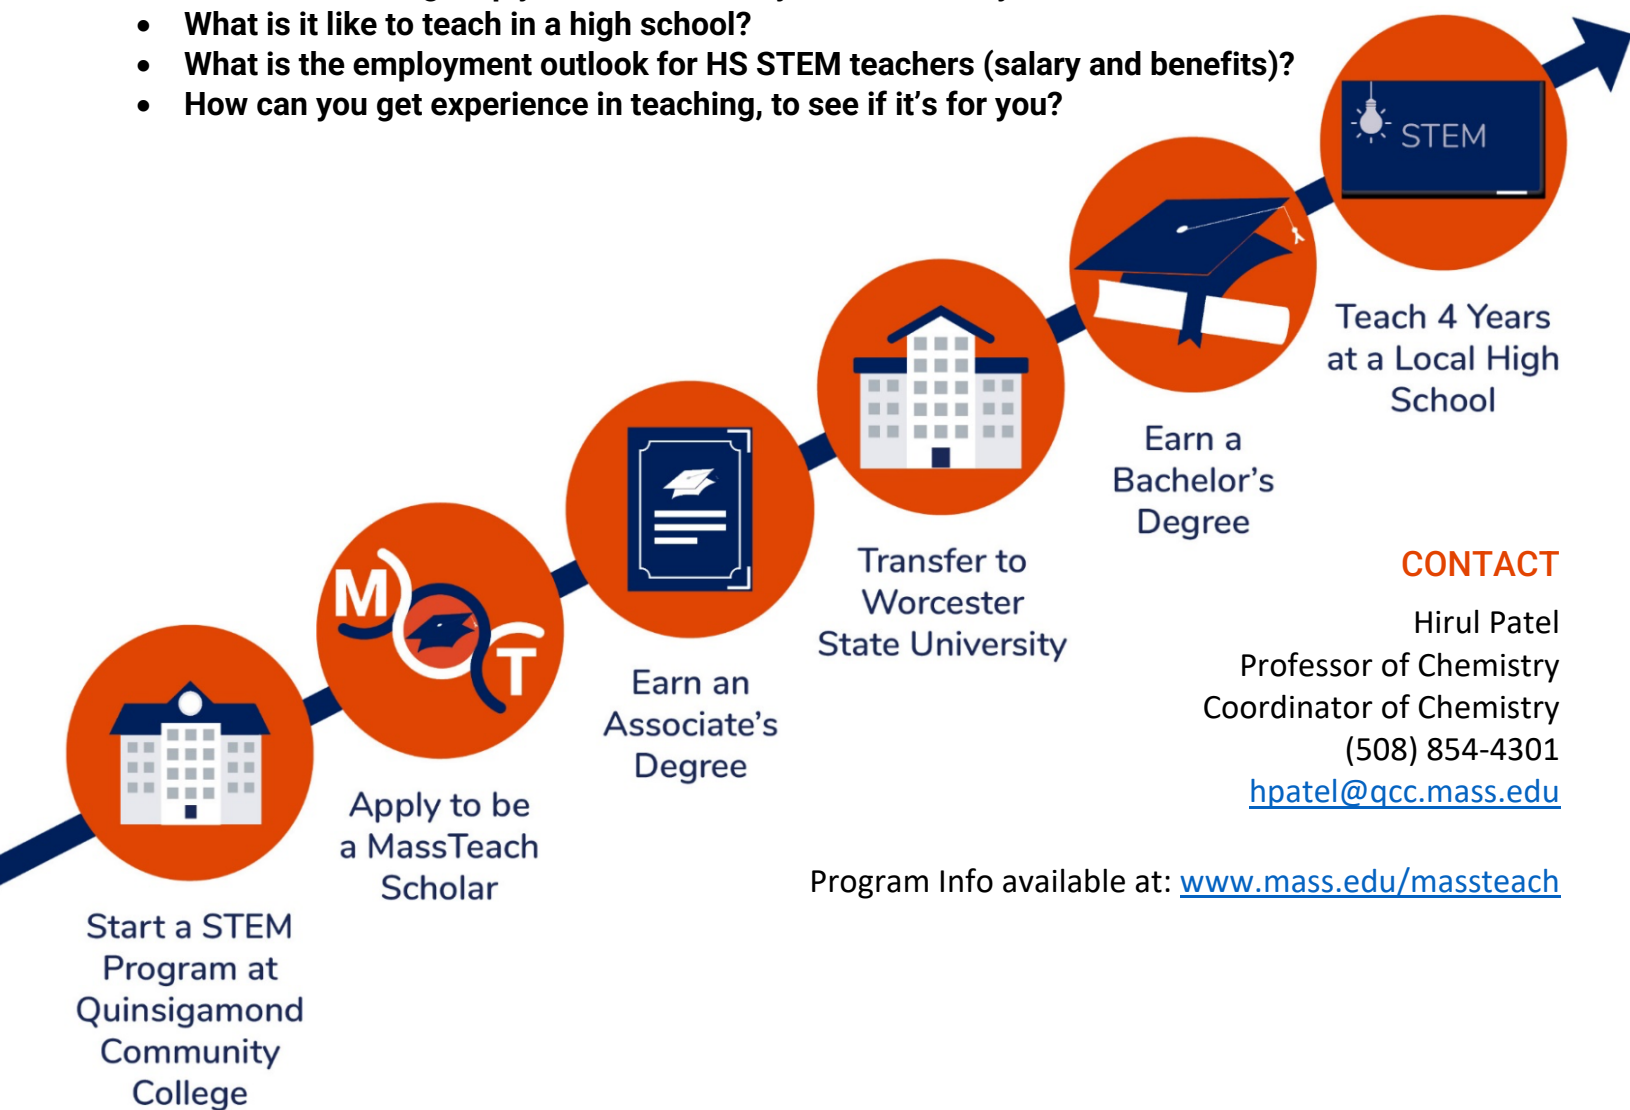 • What is it like to teach in a high school?
• What is the employment outlook for HS STEM teachers (salary and benefits)?
• How can you get experience in teaching, to see if it’s for you?
Start a STEM
Program at
Quinsigamond
Community
College
M
T
Apply to be
a MassTeach
Scholar
Earn an
Associate’s
Degree
Transfer to
Worcester
State University
Earn a
Bachelor’s
Degree
STEM
Teach 4 Years
at a Local High
School
CONTACT
Hirul Patel
Professor of Chemistry
Coordinator of Chemistry
(508) 854-4301
hpatel@qcc.mass.edu
Program Info available at: www.mass.edu/massteach